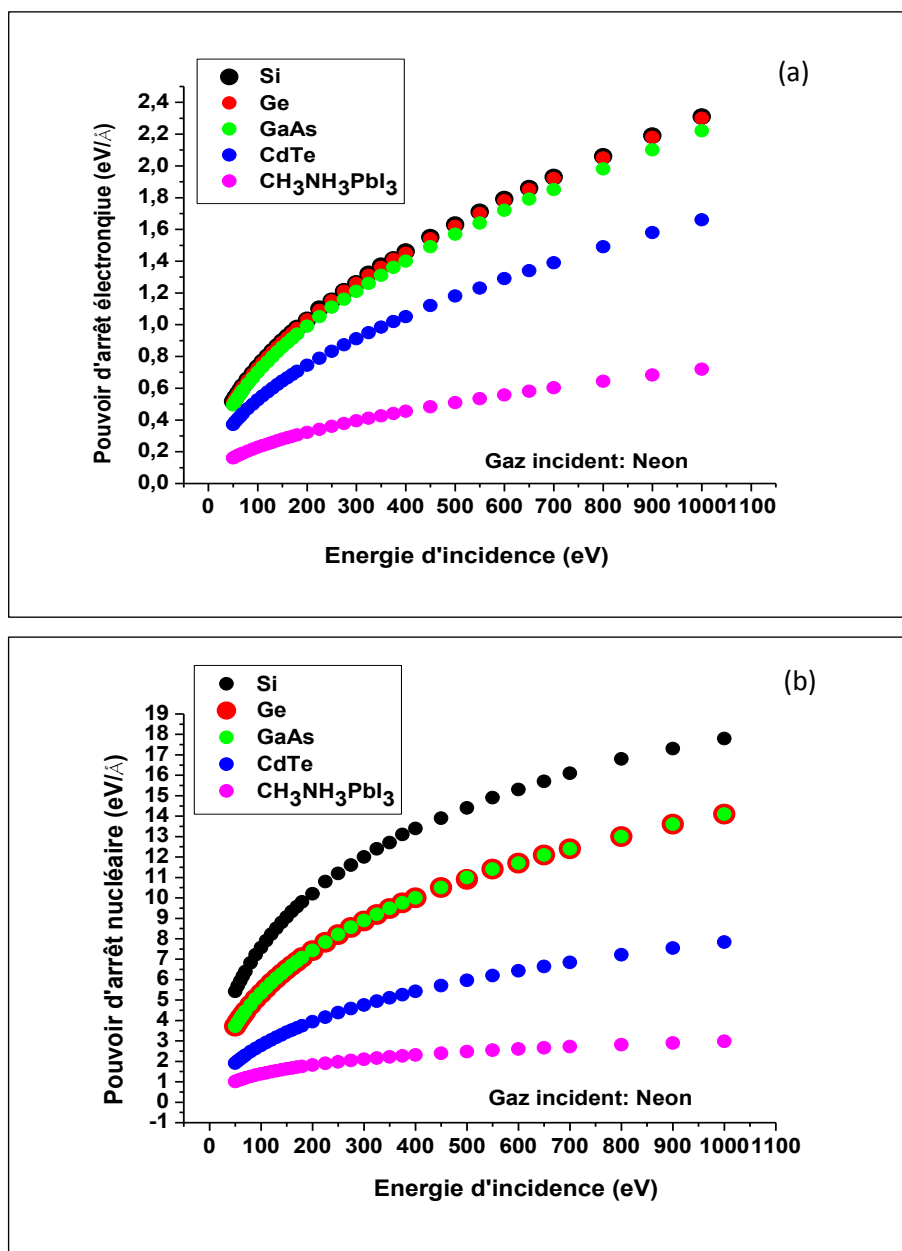 (a)
Si
Ge
GaAs
CdTe
CH3NH3PbI3
2,4
2,2
2,0
1,8
1,6
1,4
1,2
1,0
0,8
0,6
0,4
0,2
0,0
Pouvoir d'arrêt électronqiue (eV/Å)
Gaz incident: Neon
0 100 200 300 400 500 600 700 800 900 1000 1100
Energie d'incidence (eV)
(b)
Si
Ge
GaAs
CdTe
CH3NH3PbI3
19
18
17
16
15
14
13
12
11
10
9
8
7
6
5
4
3
2
1
0
-1
Pouvoir d'arrêt nucléaire (eV/Å)
Gaz incident: Neon
0 100 200 300 400 500 600 700 800 900 1000 1100
Energie d'incidence (eV)